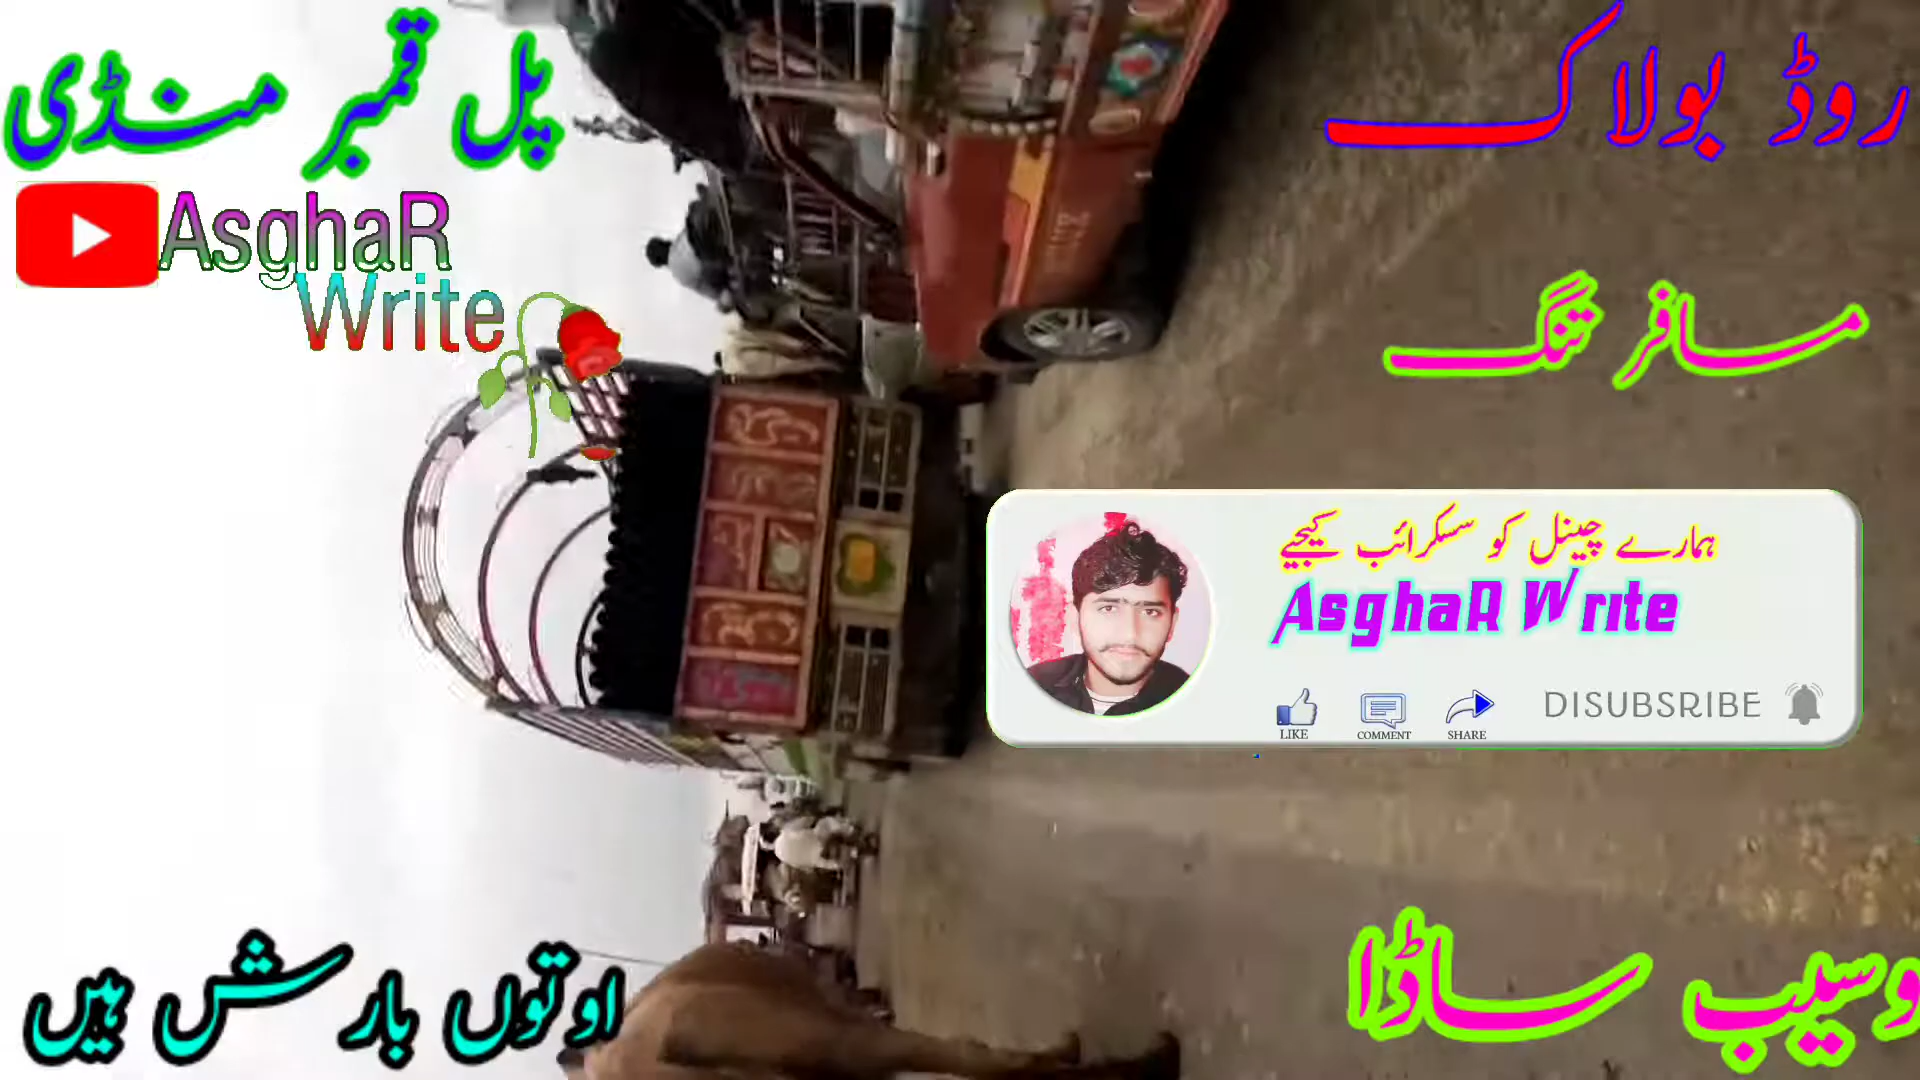 پل قمبر منڈی
روڈ بولاک
AsghaR
Write
مسافر تنگ
ہمارے چینل کو سسکرائب کیجیے
AsghaR Write
LIKE
COMMENT
SHARE
DISUBSRIBE
اوتوں بارش ہیں
وسیب ساڈا